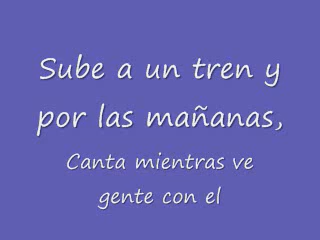 Sube a un tren y
por las mañanas,
Canta mientras ve
gente con el